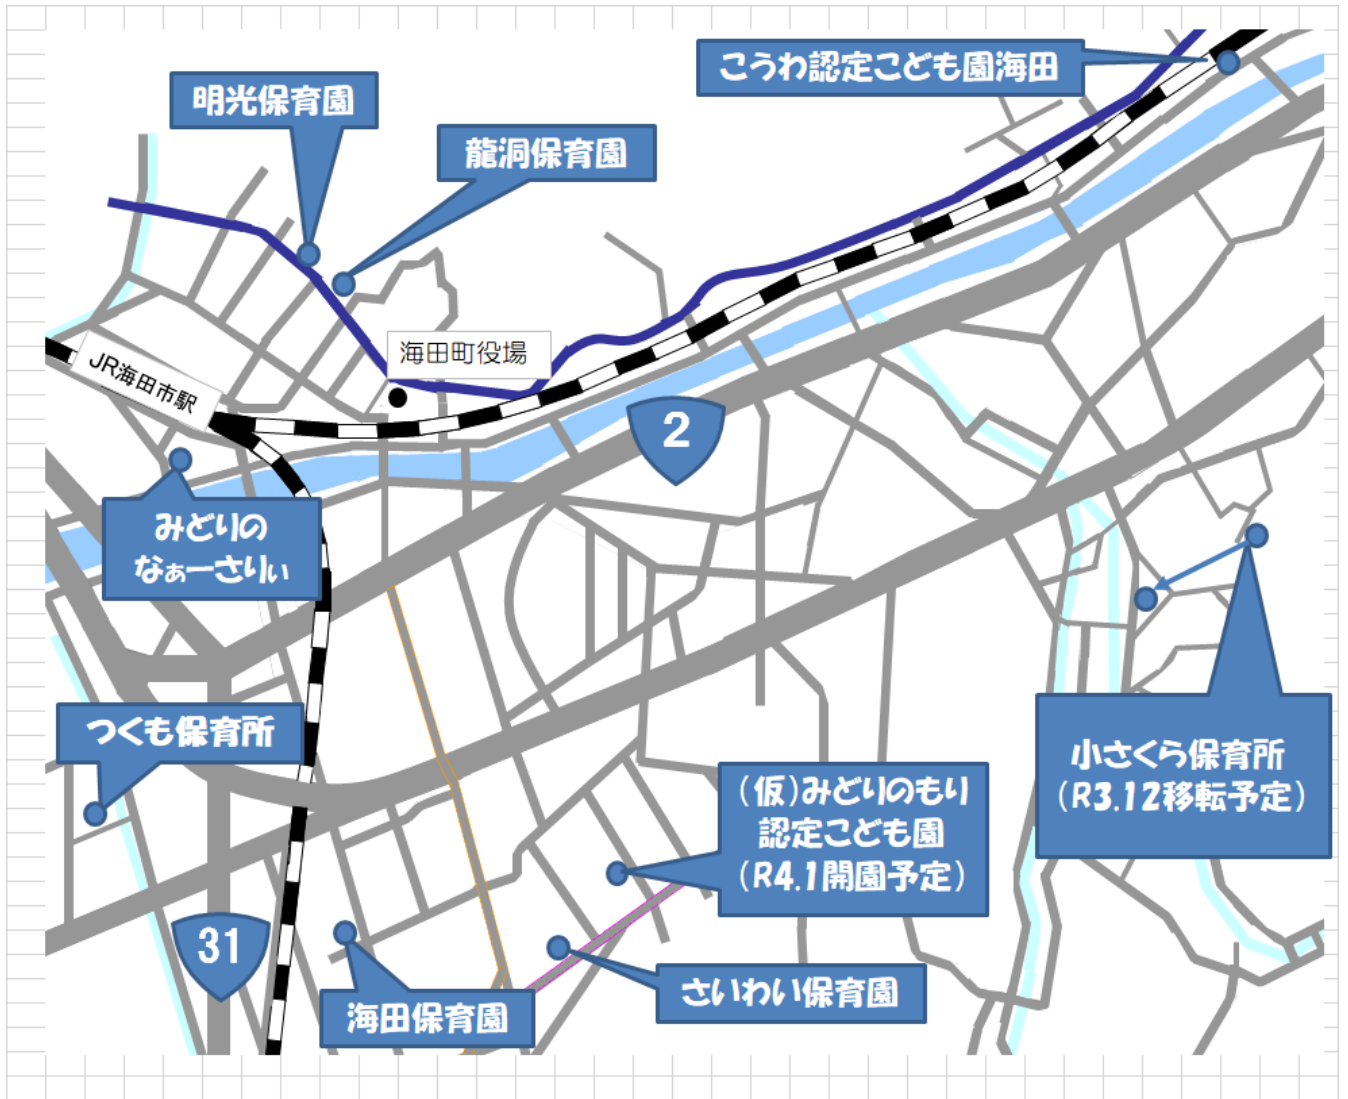 こうわ認定こども園海田
明光保育園
龍洞保育園
海田町役場
JR海田市駅
2
みどりの
なぁーさりぃ
つくも保育所
小さくら保育所
(R3.12移転予定)
(仮)みどりのもり
認定こども園
(R4.1開園予定)
31
さいわい保育園
海田保育園